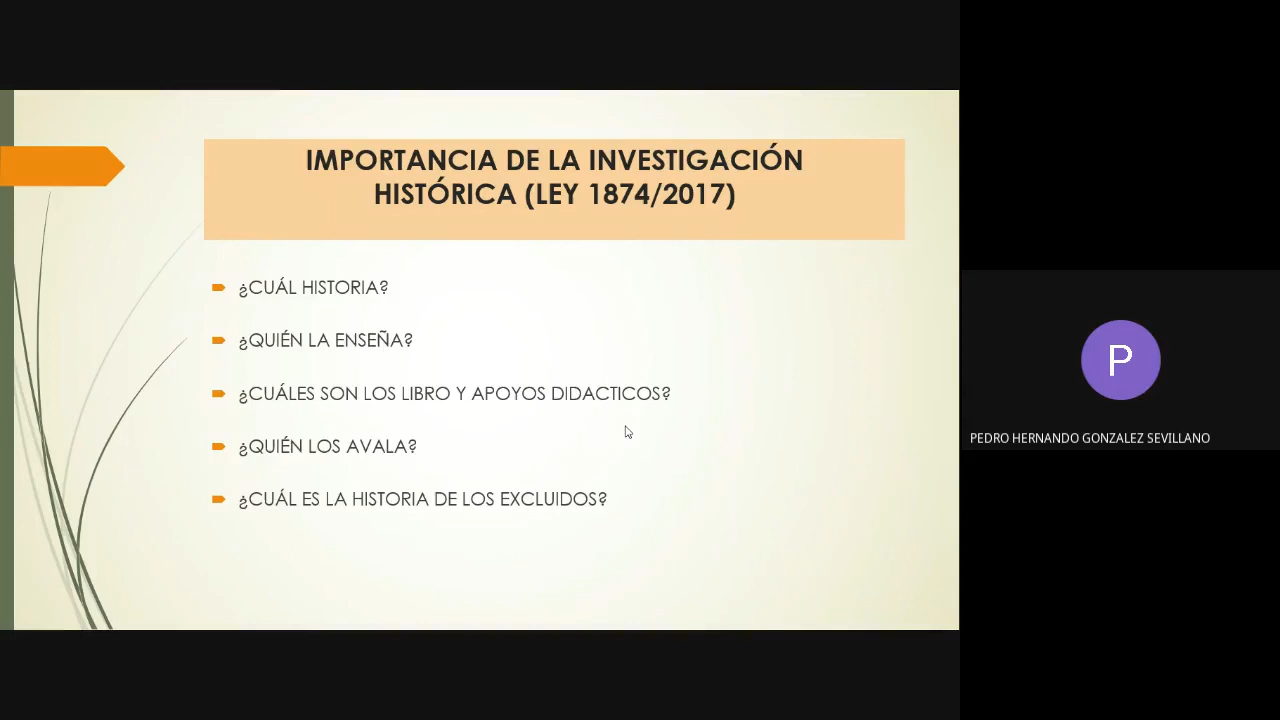 IMPORTANCIA DE LA INVESTIGACIÓN
HISTÓRICA (LEY 1874/2017)
¿CUÁL HISTORIA?
¿QUIÉN LA ENSEÑA?
¿CUÁLES SON LOS LIBRO Y APOYOS DIDACTICOS?
¿QUIÉN LOS AVALA?
¿CUÁL ES LA HISTORIA DE LOS EXCLUIDOS?
P
PEDRO HERNANDO GONZALEZ SEVILLANO